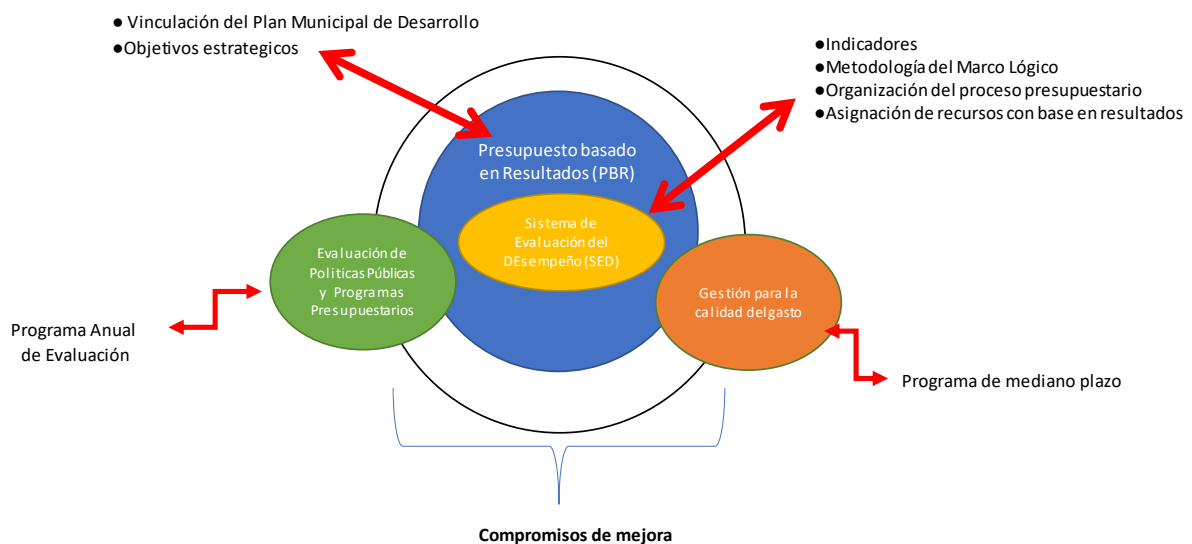 ● Vinculación del Plan Municipal de Desarrollo
●Objetivos estrategicos
●Indicadores
●Metodología del Marco Lógico
●Organización del proceso presupuestario
●Asignación de recursos con base en resultados
Presupuesto basado
en Resultados (PBR)
Sistema de
Evaluación del
DEsempeño (SED)
Evaluación de
Políticas Públicas
y Programas
Presupuestarios
Gestión para la
calidad del gasto
Programa Anual
de Evaluación
Programa de mediano plazo
Compromisos de mejora